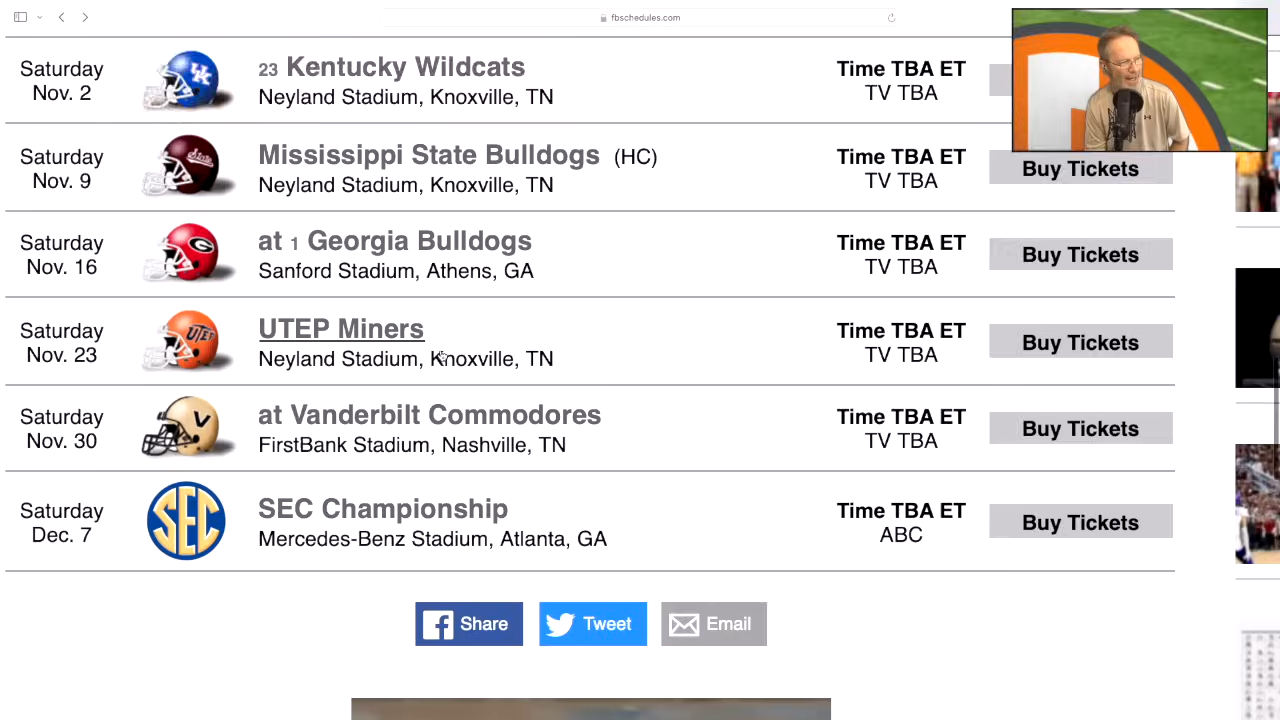 fbschedules.com
Saturday
Nov. 2
UK
23 Kentucky Wildcats
Neyland Stadium, Knoxville, TN
Time TBA ET
TV TBA
Saturday
Nov. 9
State
Mississippi State Bulldogs (HC)
Neyland Stadium, Knoxville, TN
Time TBA ET
TV TBA
Buy Tickets
Saturday
Nov. 16
G
at 1 Georgia Bulldogs
Sanford Stadium, Athens, GA
Time TBA ET
TV TBA
Buy Tickets
Saturday
Nov. 23
UTEP
UTEP Miners
Neyland Stadium, Knoxville, TN
Time TBA ET
TV TBA
Buy Tickets
Saturday
Nov. 30
V
at Vanderbilt Commodores
FirstBank Stadium, Nashville, TN
Time TBA ET
TV TBA
Buy Tickets
Saturday
Dec. 7
SEC
SEC Championship
Mercedes-Benz Stadium, Atlanta, GA
Time TBA ET
ABC
Buy Tickets
Share
Tweet
Email